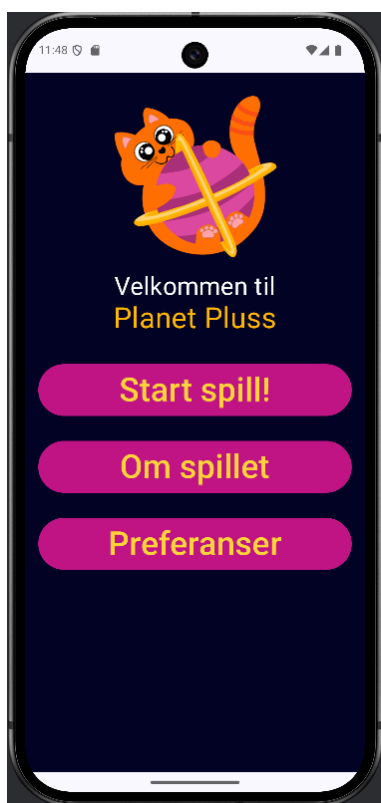 11:48
Velkommen til
Planet Pluss
Start spill!
Om spillet
Preferanser